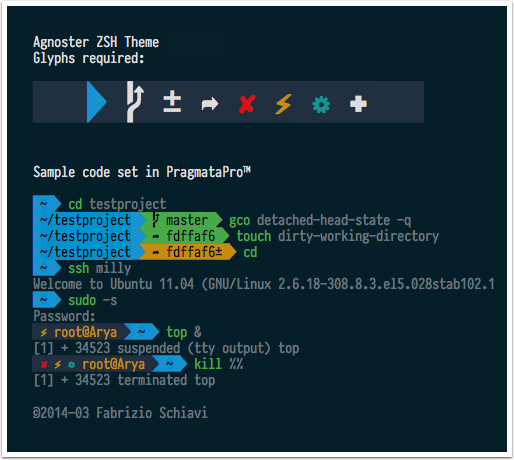 Agnoster ZSH Theme
Glyphs required:
± ➦ ✘ ⚡ ⚙ ✚
Sample code set in PragmataPro™
~ cd testproject
~/testproject  master gco detached-head-state -q
~/testproject ➦ fdffaf6 touch dirty-working-directory
~/testproject ➦ fdffaf6± cd
~ ssh milly
Welcome to Ubuntu 11.04 (GNU/Linux 2.6.18-308.8.3.el5.028stab102.1
~ sudo -s
Password:
⚡ root@Arya ~ top &
[1] + 34523 suspended (tty output) top
✘ ⚡ ⚙ root@Arya ~ kill %%
[1] + 34523 terminated top
©2014-03 Fabrizio Schiavi